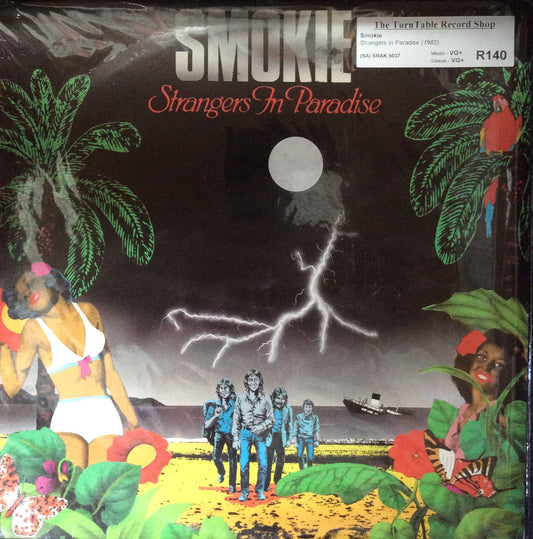 SMOKIE
Strangers In Paradise
The TurnTable Record Shop
Smokie
Strangers in Paradise (1982)
(SA) SRAK 6037 Media - VG+ R140
Sleeve - VG+